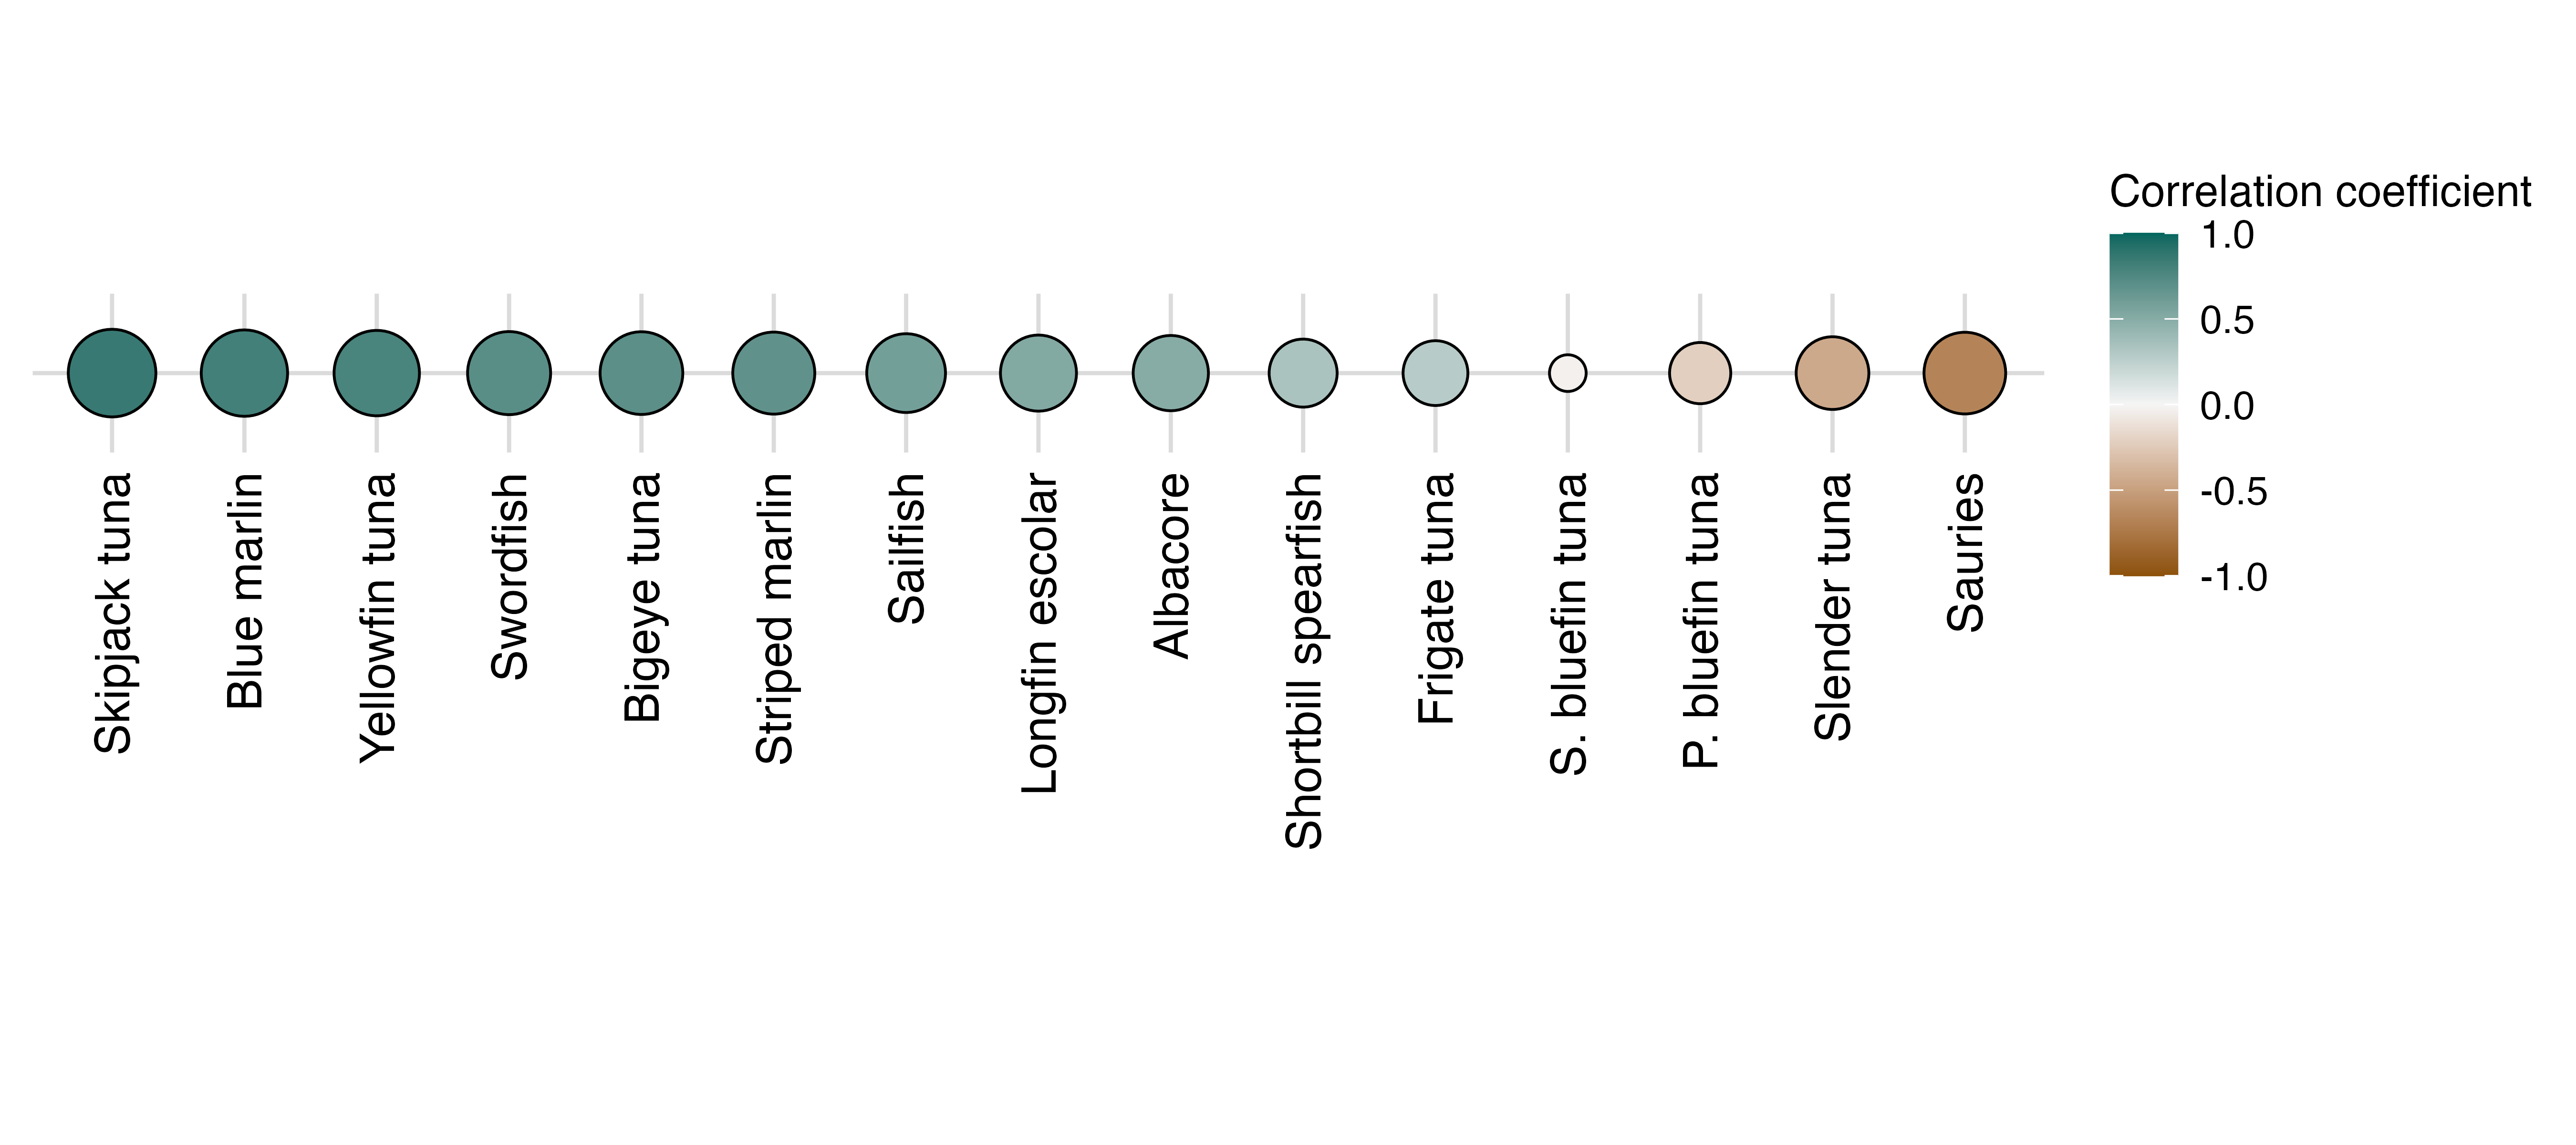 Correlation coefficient
1.0
0.5
0.0
-0.5
-1.0
Skipjack tuna
Blue marlin
Yellowfin tuna
Swordfish
Bigeye tuna
Striped marlin
Sailfish
Longfin escolar
Albacore
Shortbill spearfish
Frigate tuna
S. bluefin tuna
P. bluefin tuna
Slender tuna
Sauries